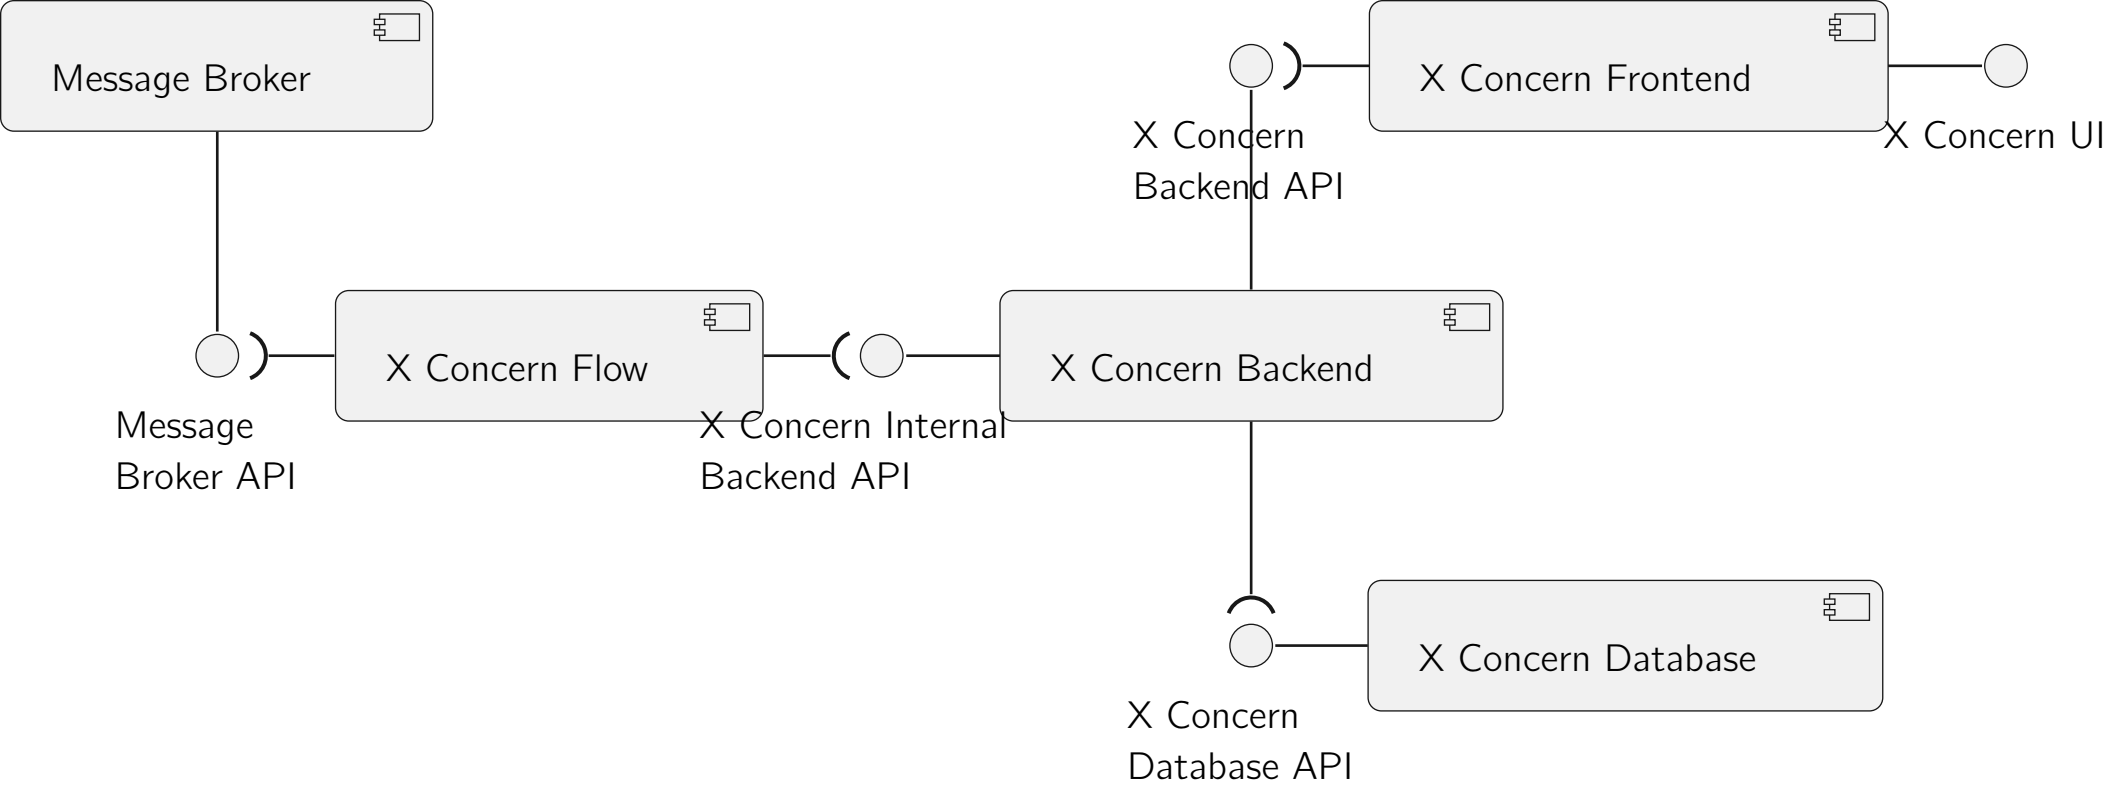 Message Broker
X Concern Frontend
X Concern
Backend API
X Concern UI
X Concern Flow
X Concern Backend
Message
Broker API
X Concern Internal
Backend API
X Concern Database
X Concern
Database API